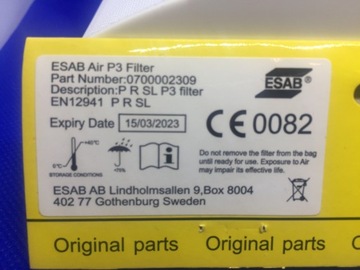 ESAB Air P3 Filter
Part Number:0700002309
Description:P R SL P3 filter
EN12941 P R SL
ESAB
Expiry Date 15/03/2023
CE 0082
+40°C
0°C
<75%
STORAGE CONDITIONS
Do not remove the filter from the bag
until ready for use. Exposure to Air
may impair its effective life.
ESAB AB Lindholmsallen 9,Box 8004
402 77 Gothenburg Sweden
Original parts
Original parts